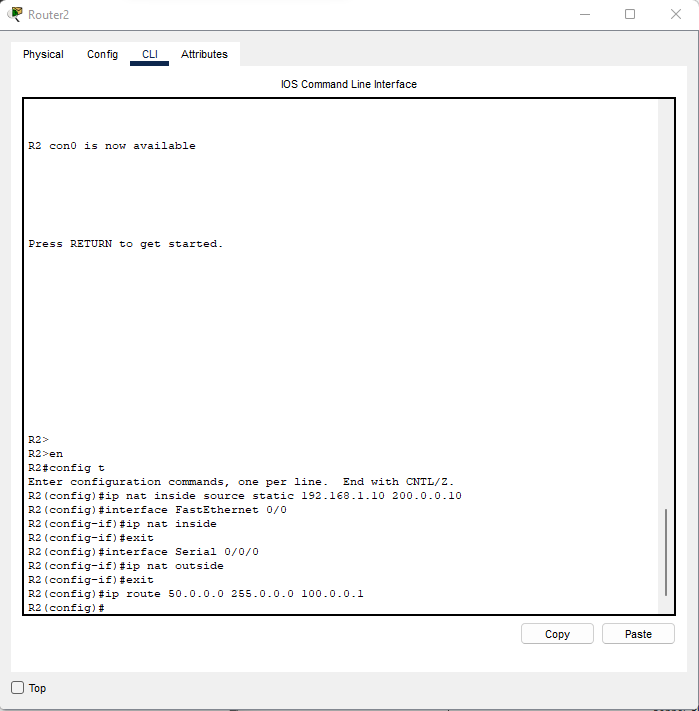 Router2
Physical Config CLI Attributes
IOS Command Line Interface
R2 con0 is now available
Press RETURN to get started.
R2>
R2>en
R2#config t
Enter configuration commands, one per line.  End with CNTL/Z.
R2(config)#ip nat inside source static 192.168.1.10 200.0.0.10
R2(config)#interface FastEthernet 0/0
R2(config-if)#ip nat inside
R2(config-if)#exit
R2(config)#interface Serial 0/0/0
R2(config-if)#ip nat outside
R2(config-if)#exit
R2(config)#ip route 50.0.0.0 255.0.0.0 100.0.0.1
R2(config)#
Copy Paste
Top